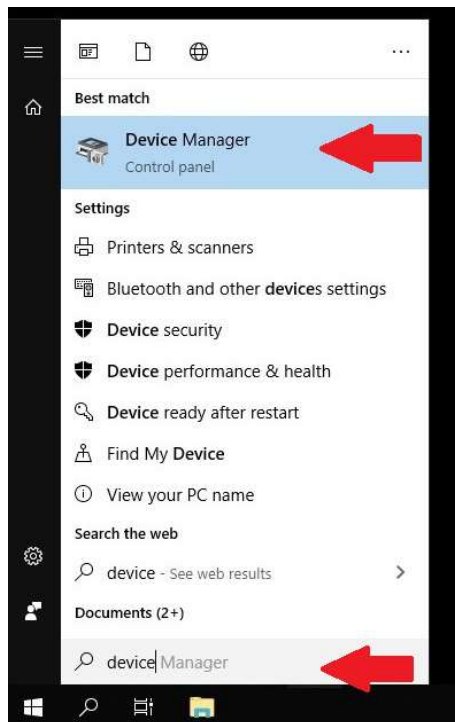 Best match
Device Manager
Control panel
Settings
Printers & scanners
Bluetooth and other devices settings
Device security
Device performance & health
Device ready after restart
Find My Device
View your PC name
Search the web
device - See web results
Documents (2+)
device Manager